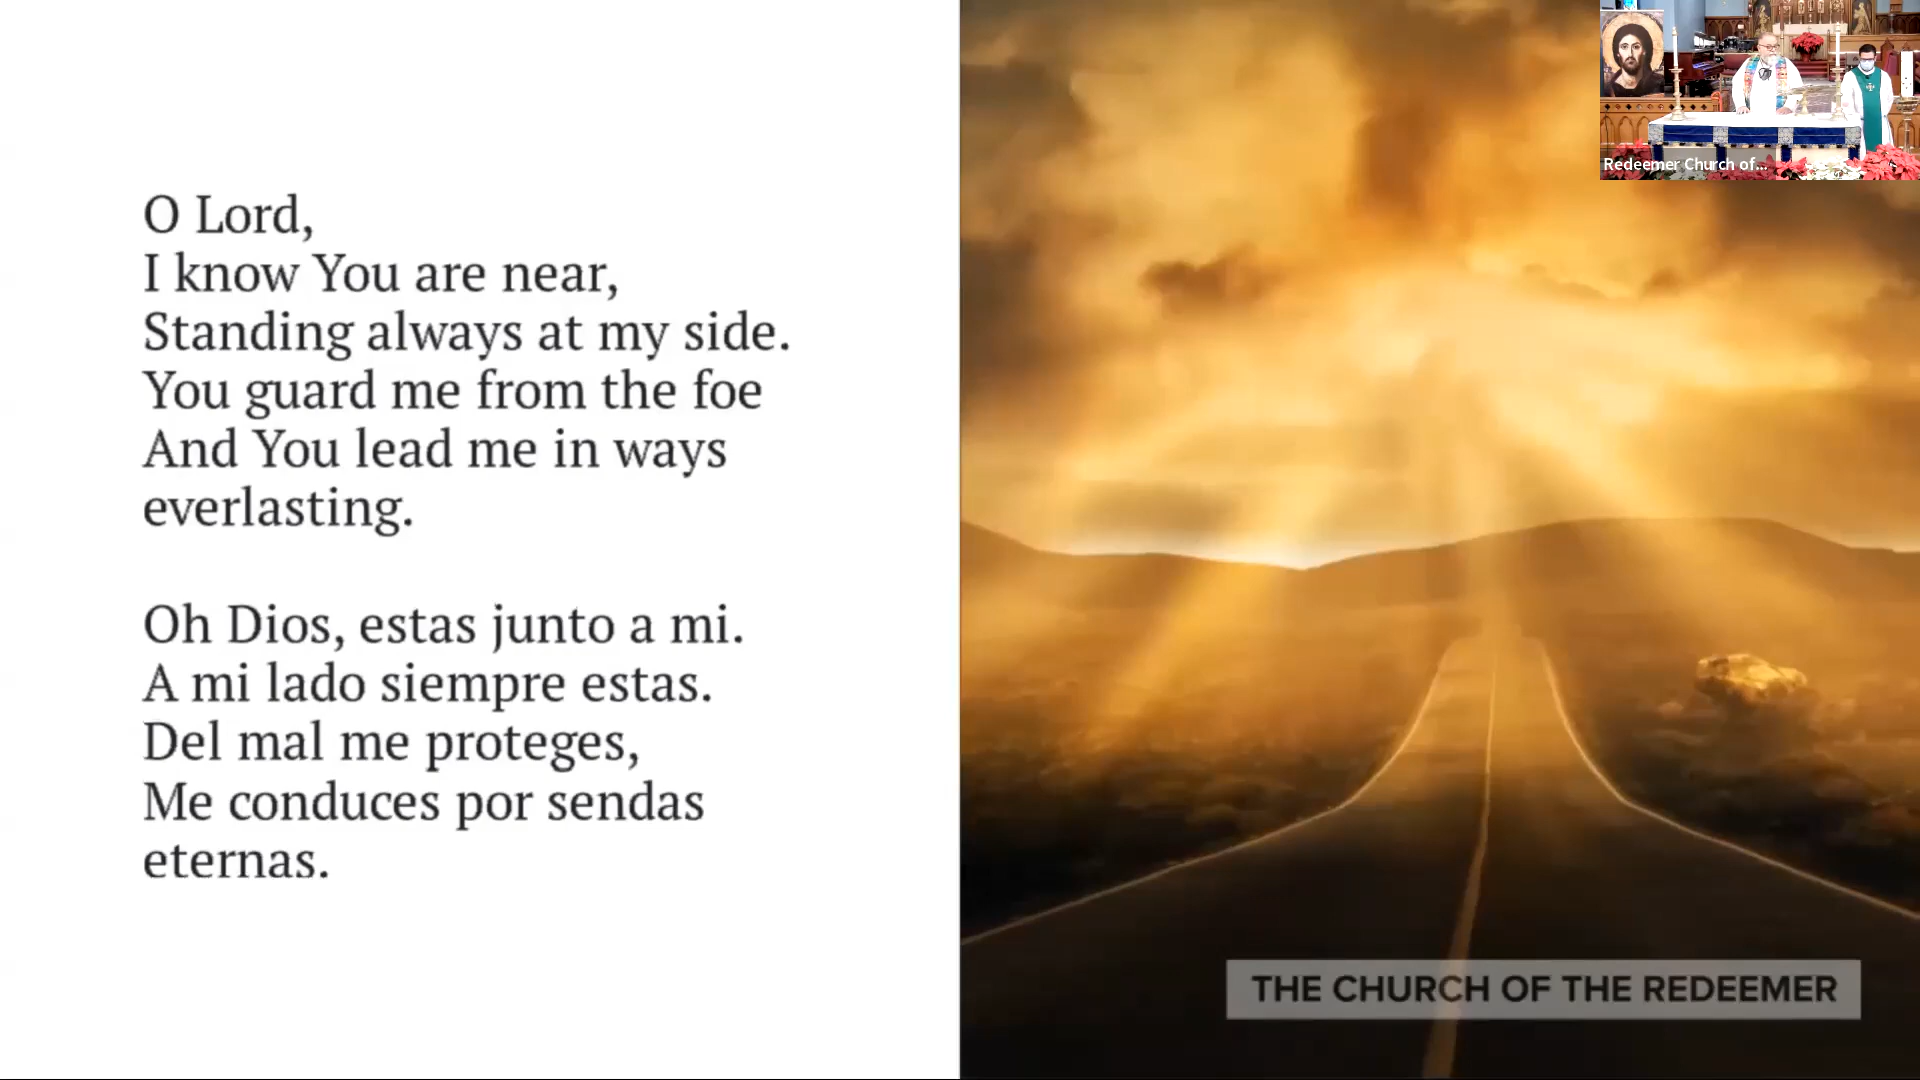 O Lord,
I know You are near,
Standing always at my side.
You guard me from the foe
And You lead me in ways
everlasting.
Oh Dios, estas junto a mi.
A mi lado siempre estas.
Del mal me proteges,
Me conduces por sendas
eternas.
Redeemer Church of...
THE CHURCH OF THE REDEEMER